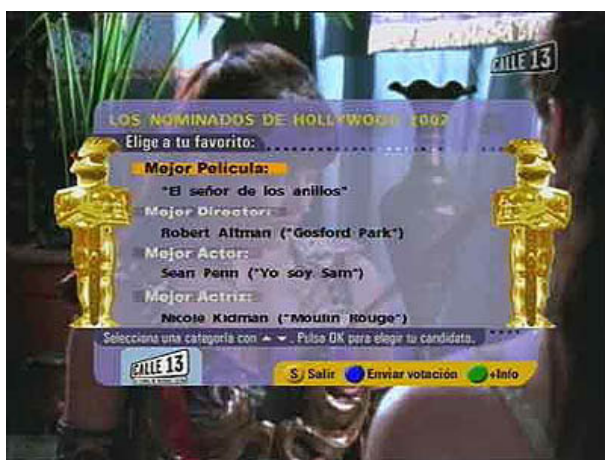 CALLE 13
LOS NOMINADOS DE HOLLYWOOD 2002
Elige a tu favorito:
Mejor Película:
"El señor de los anillos"
Mejor Director:
Robert Altman ("Gosford Park")
Mejor Actor:
Sean Penn ("Yo soy Sam")
Mejor Actriz:
Nicole Kidman ("Moulin Rouge")
Selecciona una categoría con ▲ ▼. Pulsa OK para elegir tu candidato.
CALLE 13
S Salir Enviar votación +Info